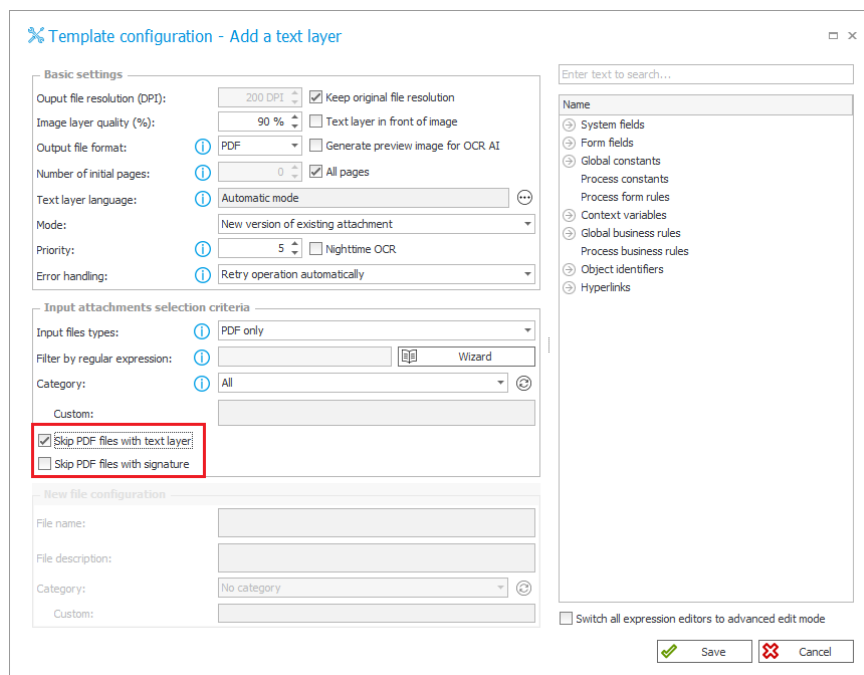 Template configuration - Add a text layer
Basic settings
Ouput file resolution (DPI): 200 DPI Keep original file resolution
Image layer quality (%): 90 % Text layer in front of image
Output file format: PDF Generate preview image for OCR AI
Number of initial pages: 0 All pages
Text layer language: Automatic mode
Mode: New version of existing attachment
Priority: 5 Nighttime OCR
Error handling: Retry operation automatically
Input attachments selection criteria
Input files types: PDF only
Filter by regular expression: Wizard
Category: All
Custom:
Skip PDF files with text layer
Skip PDF files with signature
New file configuration
File name:
File description:
Category: No category
Custom:
Enter text to search...
Name
System fields
Form fields
Global constants
Process constants
Process form rules
Context variables
Global business rules
Process business rules
Object identifiers
Hyperlinks
Switch all expression editors to advanced edit mode
Save Cancel